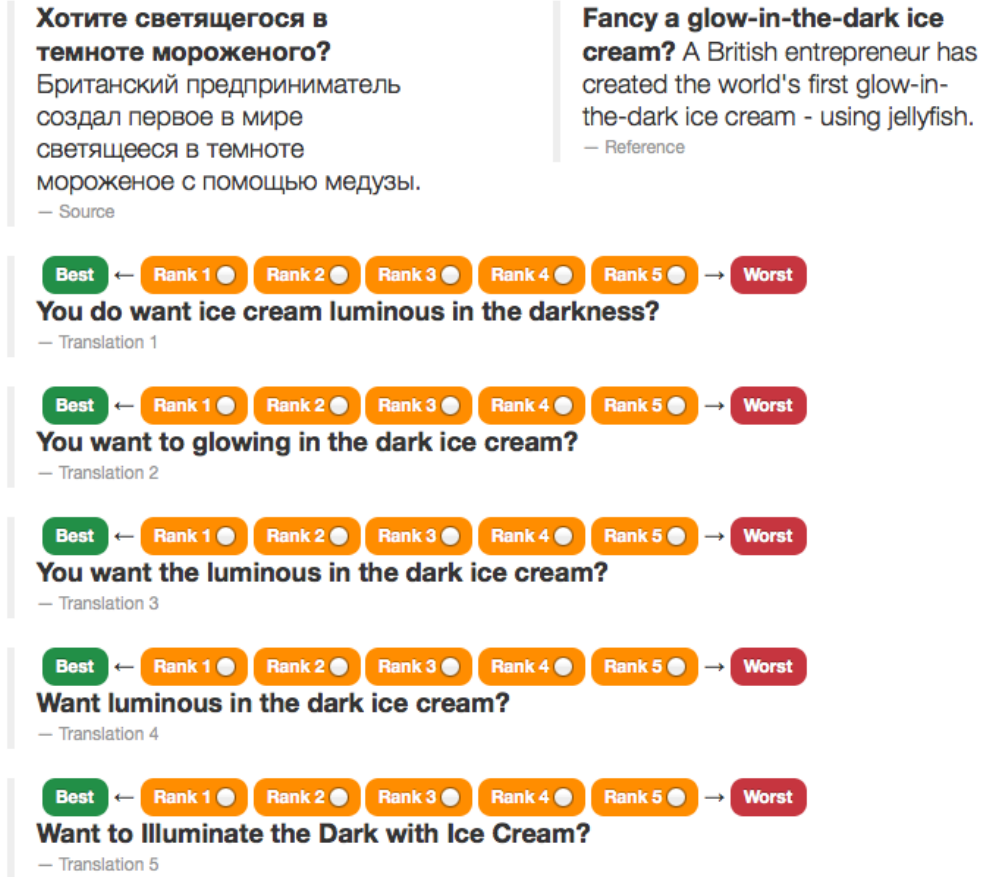 Хотите светящегося в
темноте мороженого?
Британский предприниматель
создал первое в мире
светящееся в темноте
мороженое с помощью медузы.
— Source
Fancy a glow-in-the-dark ice
cream? A British entrepreneur has
created the world's first glow-in-
the-dark ice cream - using jellyfish.
— Reference
Best ← Rank 1 Rank 2 Rank 3 Rank 4 Rank 5 → Worst
You do want ice cream luminous in the darkness?
— Translation 1
Best ← Rank 1 Rank 2 Rank 3 Rank 4 Rank 5 → Worst
You want to glowing in the dark ice cream?
— Translation 2
Best ← Rank 1 Rank 2 Rank 3 Rank 4 Rank 5 → Worst
You want the luminous in the dark ice cream?
— Translation 3
Best ← Rank 1 Rank 2 Rank 3 Rank 4 Rank 5 → Worst
Want luminous in the dark ice cream?
— Translation 4
Best ← Rank 1 Rank 2 Rank 3 Rank 4 Rank 5 → Worst
Want to Illuminate the Dark with Ice Cream?
— Translation 5